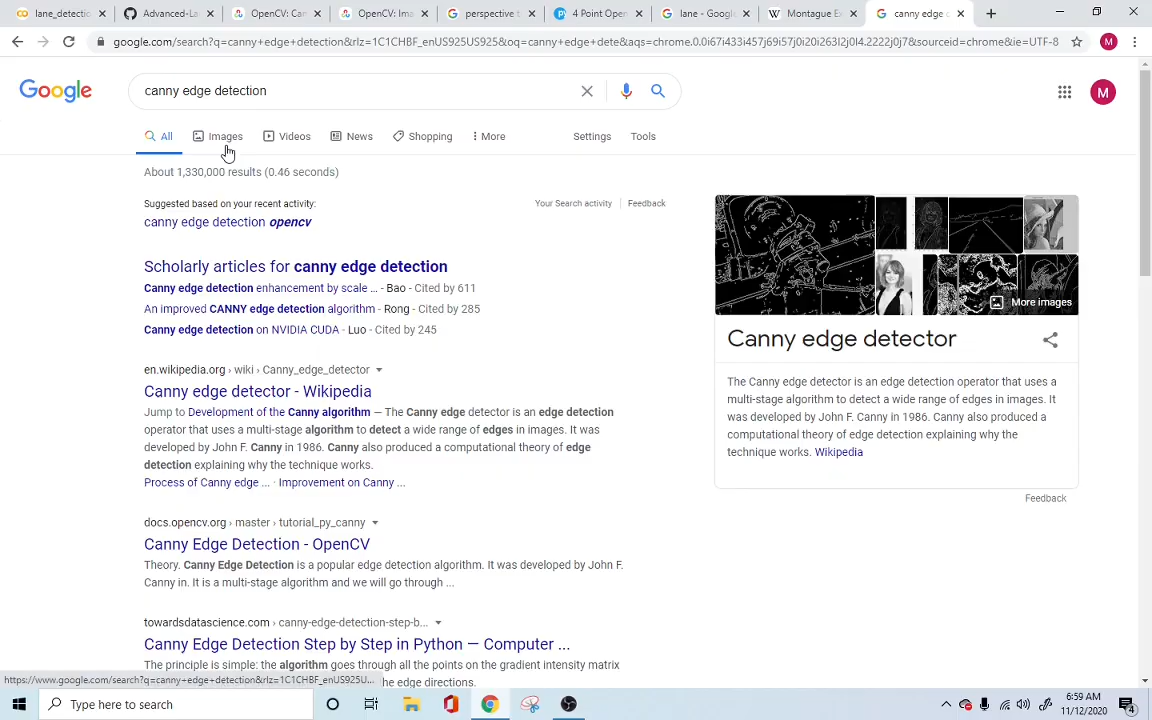 lane_detectio
Advanced-La
OpenCV: Can
OpenCV: Ima
perspective t
4 Point Open
lane - Google
Montague Ex
canny edge d
google.com/search?q=canny+edge+detection&rlz=1C1CHBF_enUS925US925&oq=canny+edge+dete&aqs=chrome.0.0i67i433i457j69i57j0i20i263l2j0l4.2222j0j7&sourceid=chrome&ie=UTF-8
M
Google
canny edge detection
M
All
Images
Videos
News
Shopping
More
Settings
Tools
About 1,330,000 results (0.46 seconds)
Suggested based on your recent activity:
Your Search activity
Feedback
canny edge detection opencv
Scholarly articles for canny edge detection
Canny edge detection enhancement by scale ... - Bao - Cited by 611
An improved CANNY edge detection algorithm - Rong - Cited by 285
Canny edge detection on NVIDIA CUDA - Luo - Cited by 245
en.wikipedia.org › wiki › Canny_edge_detector
Canny edge detector - Wikipedia
Jump to Development of the Canny algorithm — The Canny edge detector is an edge detection
operator that uses a multi-stage algorithm to detect a wide range of edges in images. It was
developed by John F. Canny in 1986. Canny also produced a computational theory of edge
detection explaining why the technique works.
Process of Canny edge ... · Improvement on Canny ...
docs.opencv.org › master › tutorial_py_canny
Canny Edge Detection - OpenCV
Theory. Canny Edge Detection is a popular edge detection algorithm. It was developed by John F.
Canny in. It is a multi-stage algorithm and we will go through ...
towardsdatascience.com › canny-edge-detection-step-b...
Canny Edge Detection Step by Step in Python — Computer ...
The principle is simple: the algorithm goes through all the points on the gradient intensity matrix
he edge directions.
More images
Canny edge detector
The Canny edge detector is an edge detection operator that uses a
multi-stage algorithm to detect a wide range of edges in images. It
was developed by John F. Canny in 1986. Canny also produced a
computational theory of edge detection explaining why the
technique works. Wikipedia
Feedback
https://www.google.com/search?q=canny+edge+detection&rlz=1C1CHBF_enUS925U...
Type here to search
6:59 AM
11/12/2020
4